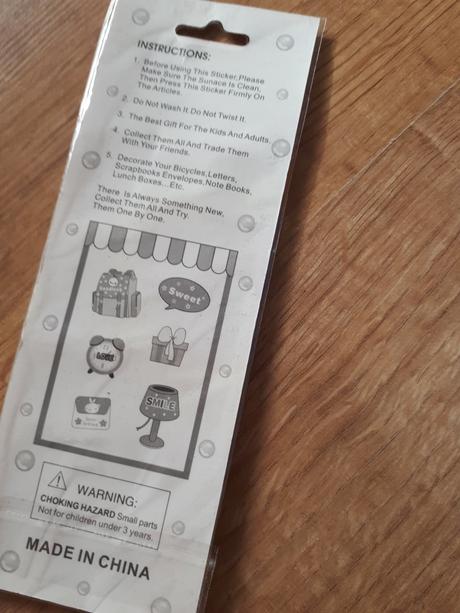 INSTRUCTIONS:
1. Before Using This Sticker,Please
Make Sure The Sunace Is Clean,
Then Press This Sticker Firmly On
The Articles.
2. Do Not Wash It.Do Not Twist It.
3. The Best Gift For The Kids And Adults.
4. Collect Them All And Trade Them
With Your Friends.
5. Decorate Your Bicycles,Letters,
Scrapbooks Envelopes,Note Books,
Lunch Boxes...Etc.
There Is Always Something New,
Collect Them All And Try.
Them One By One.
Sweet
SMILE
WARNING:
CHOKING HAZARD Small parts
Not for children under 3 years.
MADE IN CHINA